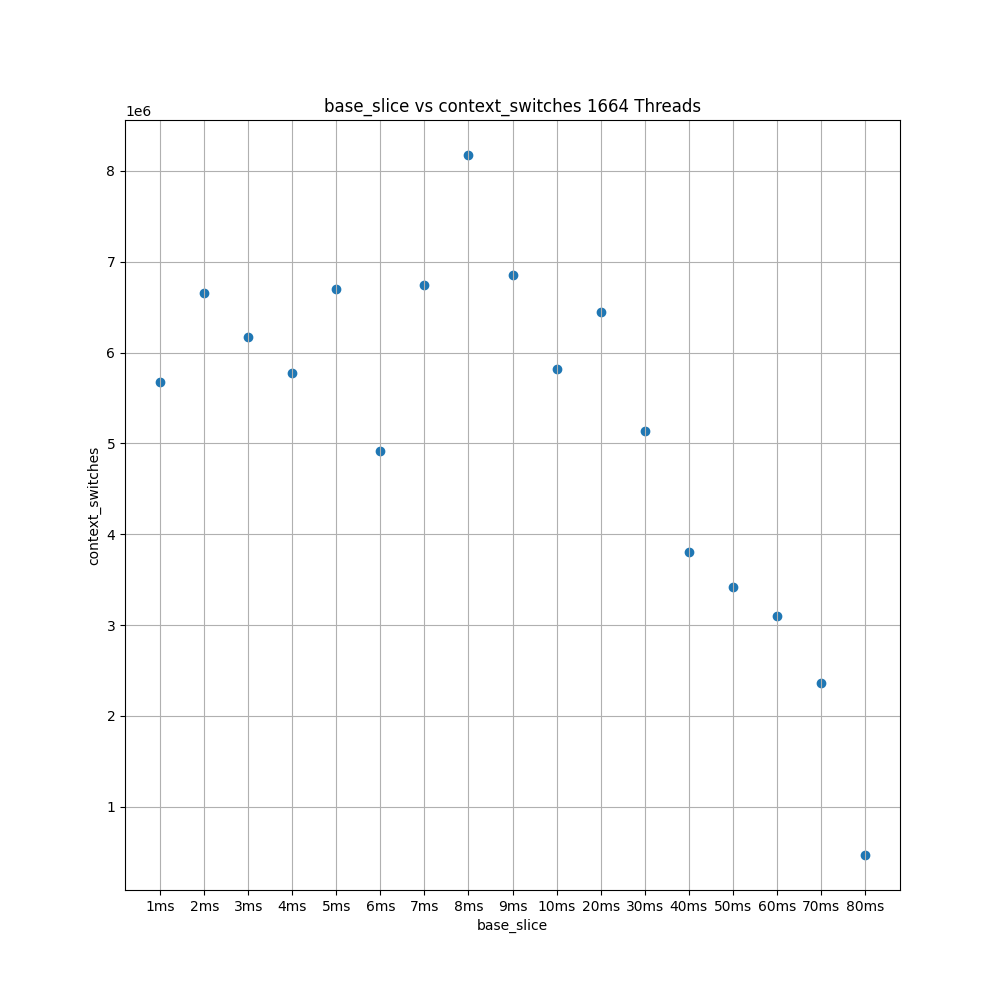 base_slice vs context_switches 1664 Threads
1e6
8
7
6
5
4
3
2
1
context_switches
1ms 2ms 3ms 4ms 5ms 6ms 7ms 8ms 9ms 10ms 20ms 30ms 40ms 50ms 60ms 70ms 80ms
base_slice